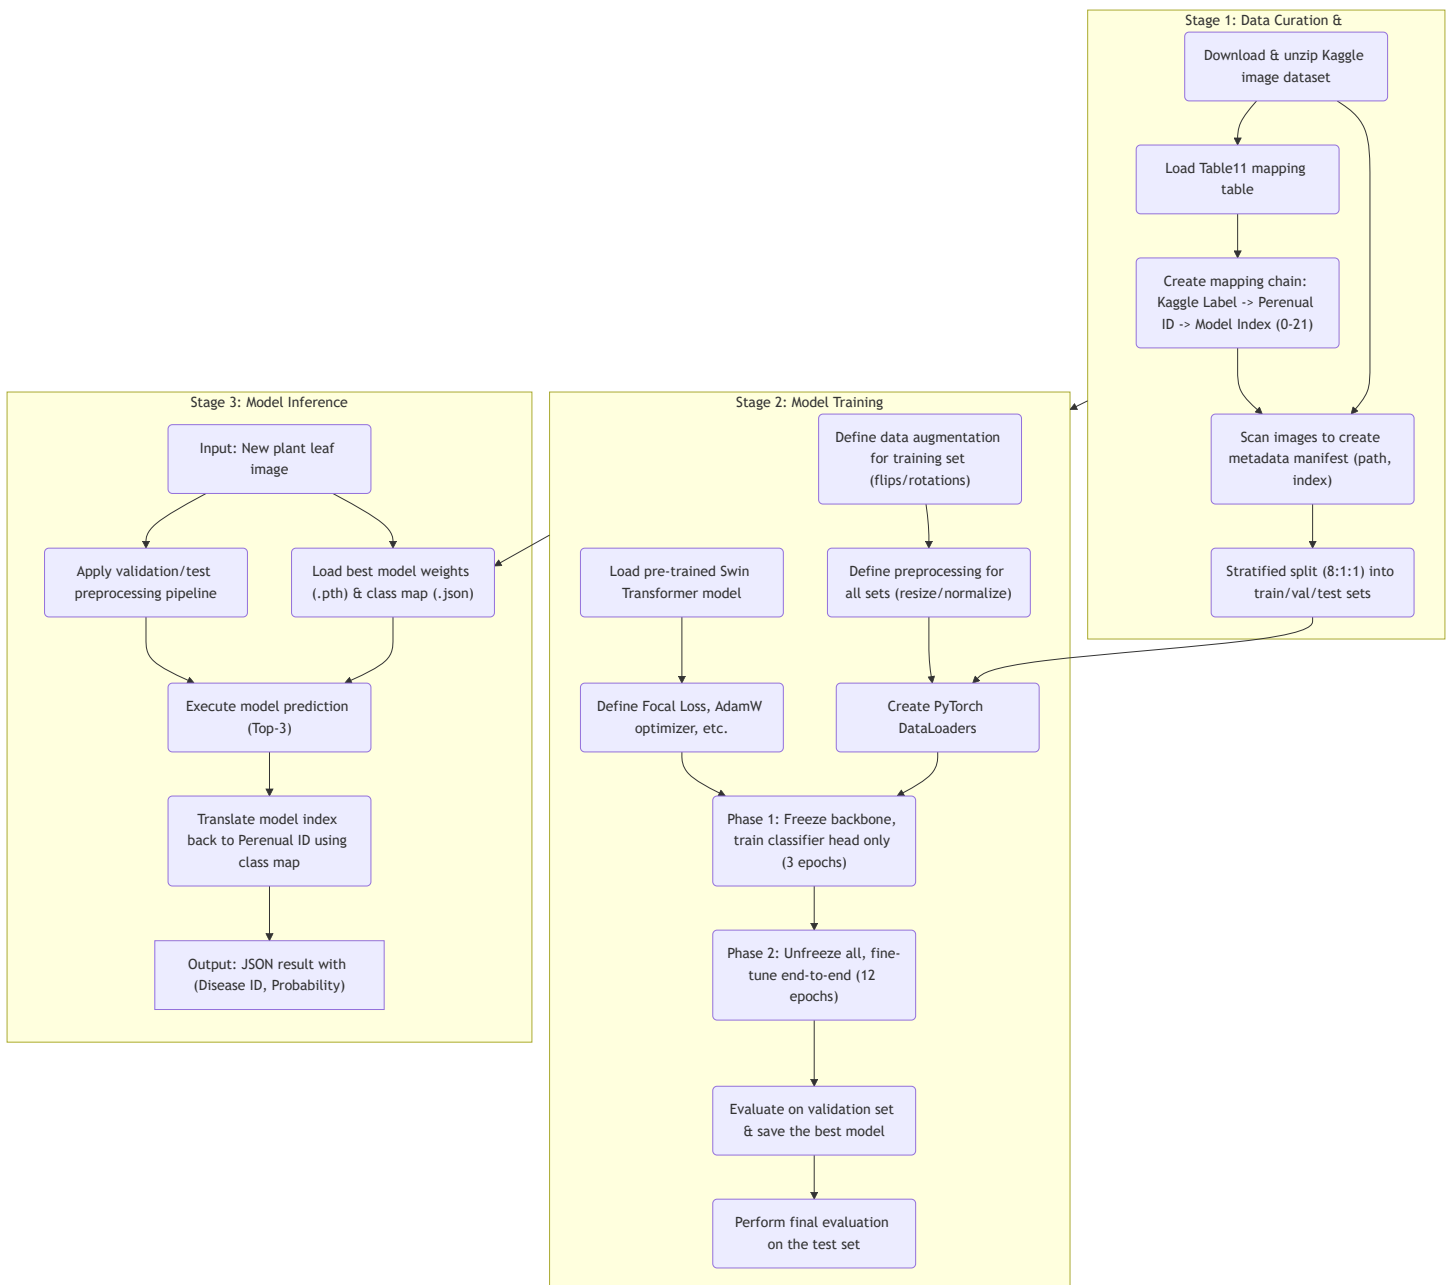 Stage 1: Data Curation &
Download & unzip Kaggle
image dataset
Load Table11 mapping
table
Create mapping chain:
Kaggle Label -> Perenual
ID -> Model Index (0-21)
Scan images to create
metadata manifest (path,
index)
Stratified split (8:1:1) into
train/val/test sets
Stage 2: Model Training
Define data augmentation
for training set
(flips/rotations)
Load pre-trained Swin
Transformer model
Define preprocessing for
all sets (resize/normalize)
Define Focal Loss, AdamW
optimizer, etc.
Create PyTorch
DataLoaders
Phase 1: Freeze backbone,
train classifier head only
(3 epochs)
Phase 2: Unfreeze all, fine-
tune end-to-end (12
epochs)
Evaluate on validation set
& save the best model
Perform final evaluation
on the test set
Stage 3: Model Inference
Input: New plant leaf
image
Apply validation/test
preprocessing pipeline
Load best model weights
(.pth) & class map (.json)
Execute model prediction
(Top-3)
Translate model index
back to Perenual ID using
class map
Output: JSON result with
(Disease ID, Probability)